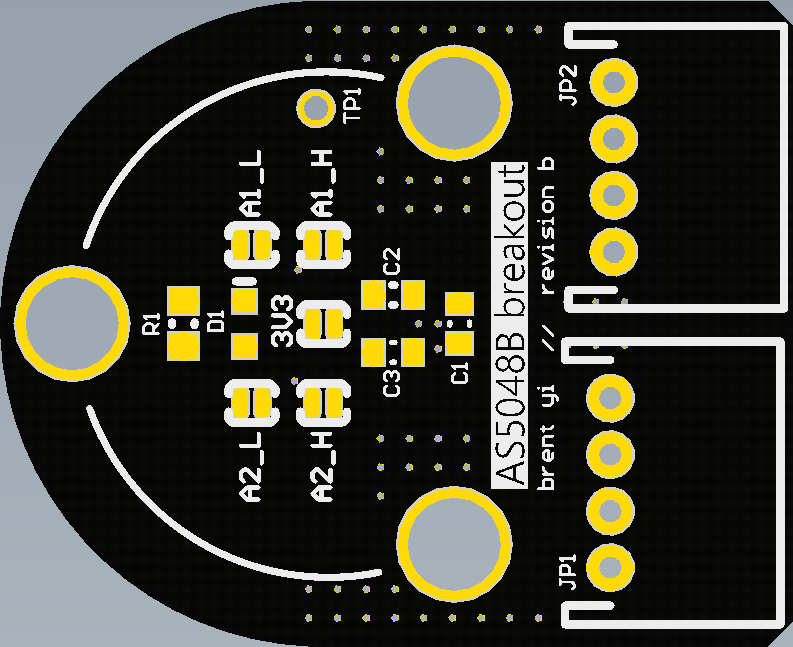 JP2
TP1
A1_L
A1_H
C2
R1
D1
3V3
C3
C1
A2_L
A2_H
AS5048B breakout
brent yi // revision b
JP1